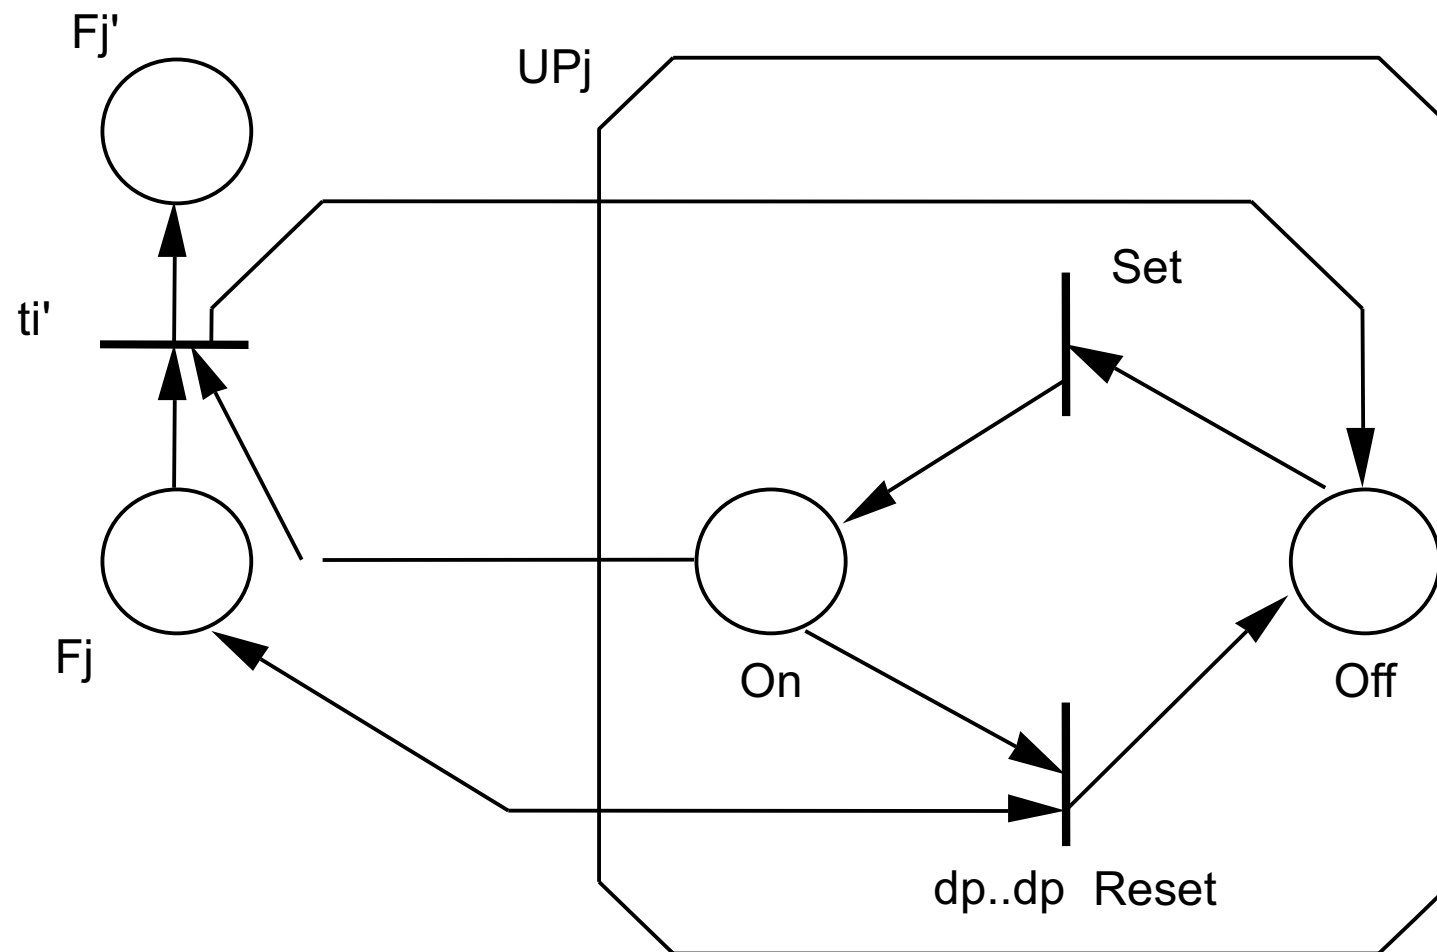 Fj'
UPj
Set
ti'
Fj
On
Off
dp..dp Reset